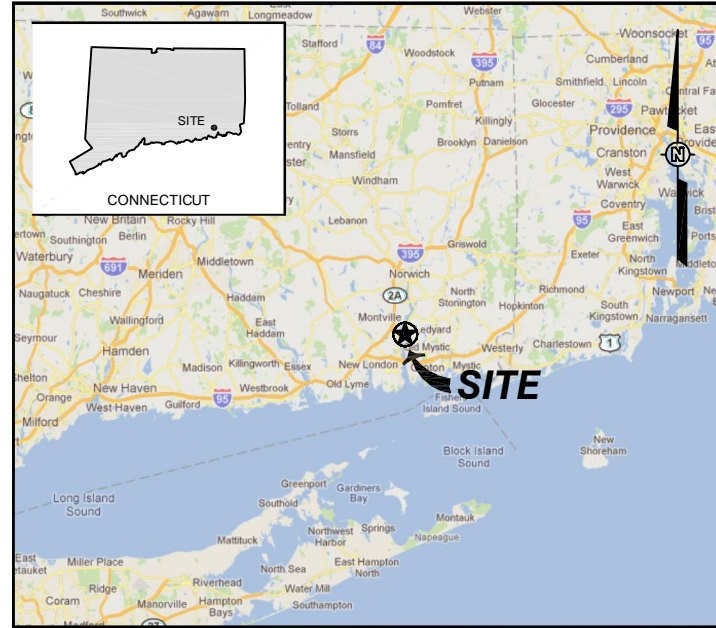 Southwick
Agawam
Longmeadow
Webster
Woonsocket
95
Stafford
84
Woodstock
395
Cumberland
Putnam
Smithfield
Lincoln
Tolland
Pomfret
Glocester
295
Killingly
Providence
Storrs
Brooklyn
Danielson
Cranston
Mansfield
SITE
N
West
Warwick
Windham
Coventry
CONNECTICUT
New Britain
Rocky Hill
Lebanon
95
East
Greenwich
Southington
Berlin
395
Griswold
Exeter
North
Kingstown
Waterbury
691
Middletown
Norwich
Meriden
2A
North
Stonington
Richmond
Newport
Naugatuck
Cheshire
Haddam
Hopkinton
South
Kingstown
Narragansett
Wallingford
East
Haddam
Montville
Seymour
Charlestown
1
Hamden
Madison
Killingworth
Essex
New London
Mystic
Mystic
Westerly
Shelton
New Haven
Westbrook
Old Lyme
SITE
Orange
West Haven
Guilford
95
Island Sound
Milford
Block Island
Sound
New
Shoreham
Long Island
Sound
Greenport
Gardiners
Bay
Southold
Montauk
Mattituck
Northwest
Harbor
Springs
Napeague
East
Miller Place
East Hampton
North
North Sea
Ridge
Riverhead
Water Mill
Coram
Manorville
Hampton
Bays
Southampton